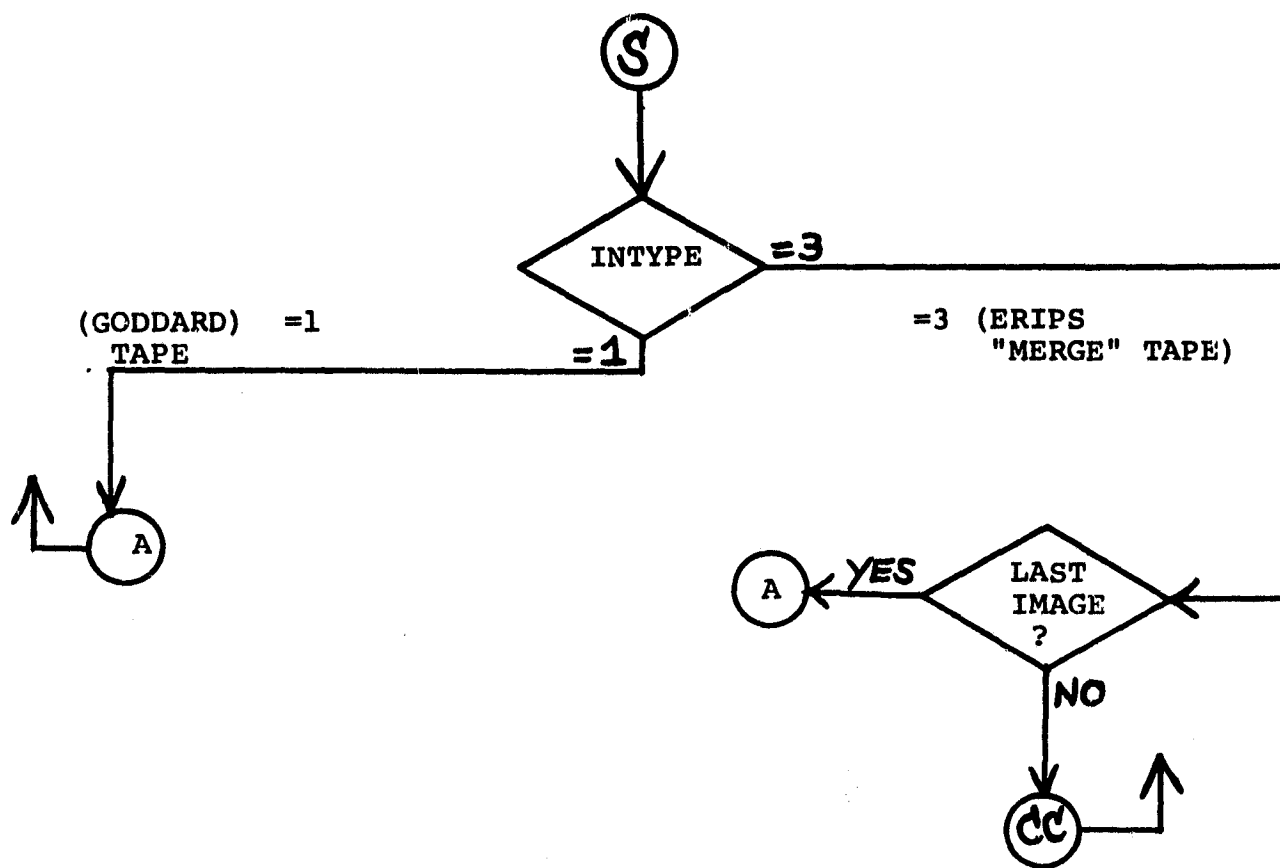 S
INTYPE
=3
(GODDARD) =1
TAPE
=1
=3 (ERIPS
"MERGE" TAPE)
A
A
YES
LAST
IMAGE
?
NO
CC